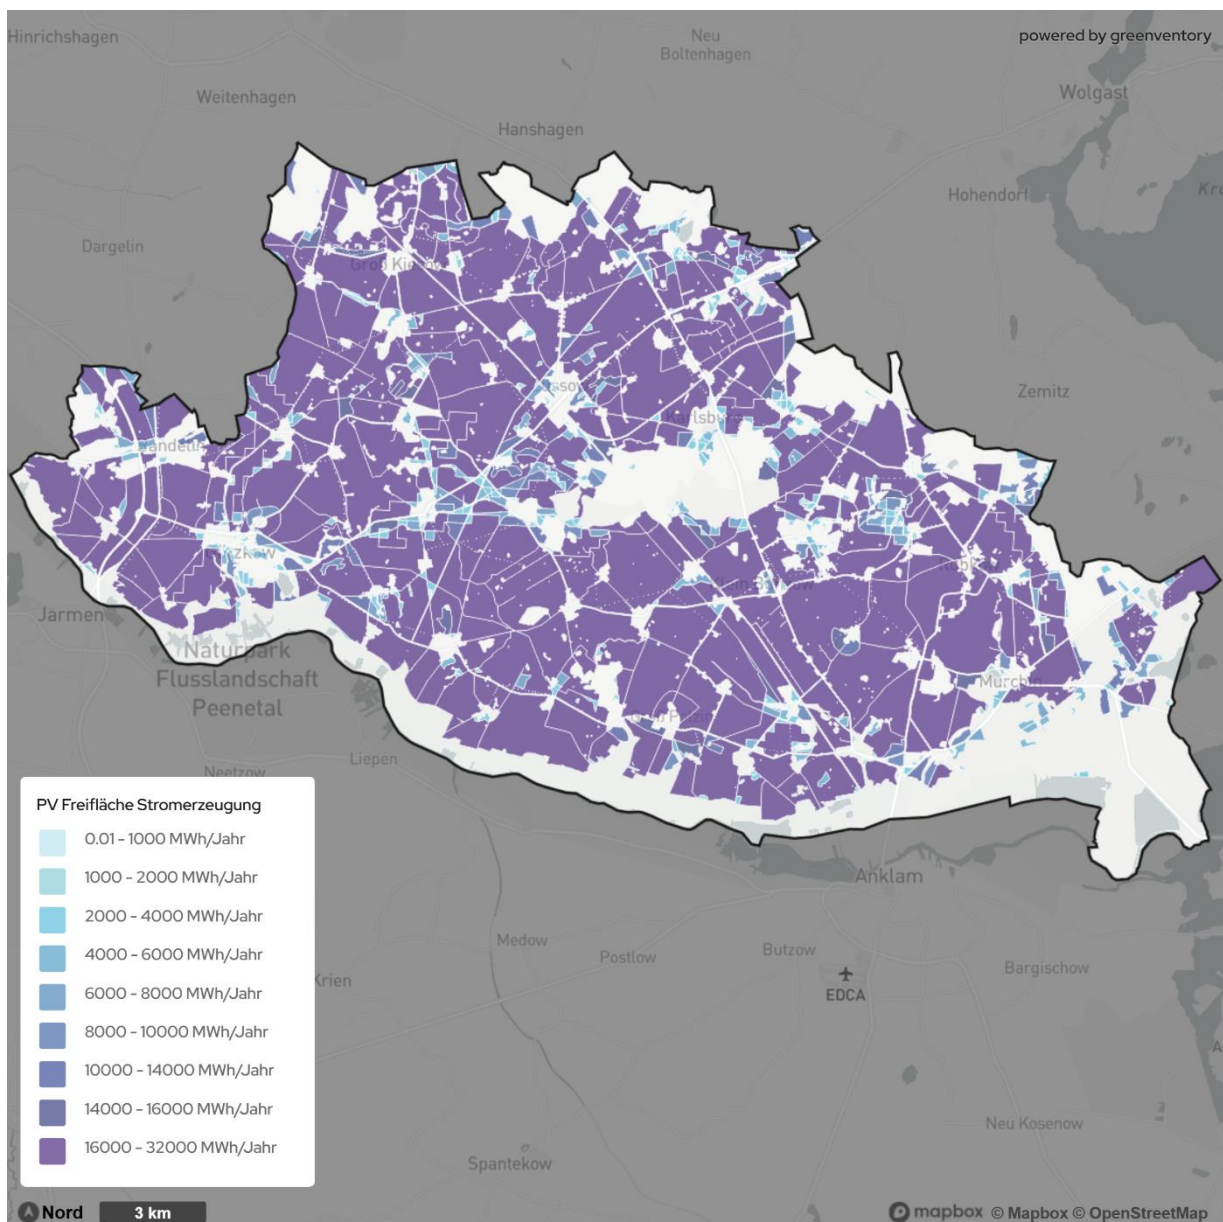 Hinrichshagen
Neu
Boltenhagen
powered by greenventory
Weitenhagen
Wolgast
Hanshagen
Hohendorf
Dargelin
Zemitz
Karlsburg
Jarmen
Naturpark
Flusslandschaft
Peenetal
Murchin
Liepen
Neetzow
PV Freifläche Stromerzeugung
0.01 - 1000 MWh/Jahr
1000 - 2000 MWh/Jahr
2000 - 4000 MWh/Jahr
4000 - 6000 MWh/Jahr
6000 - 8000 MWh/Jahr
8000 - 10000 MWh/Jahr
10000 - 14000 MWh/Jahr
14000 - 16000 MWh/Jahr
16000 - 32000 MWh/Jahr
Anklam
Medow
Postlow
Butzow
Bargischow
Krien
EDCA
Neu Kosenow
Spantekow
Nord
3 km
mapbox © Mapbox © OpenStreetMap